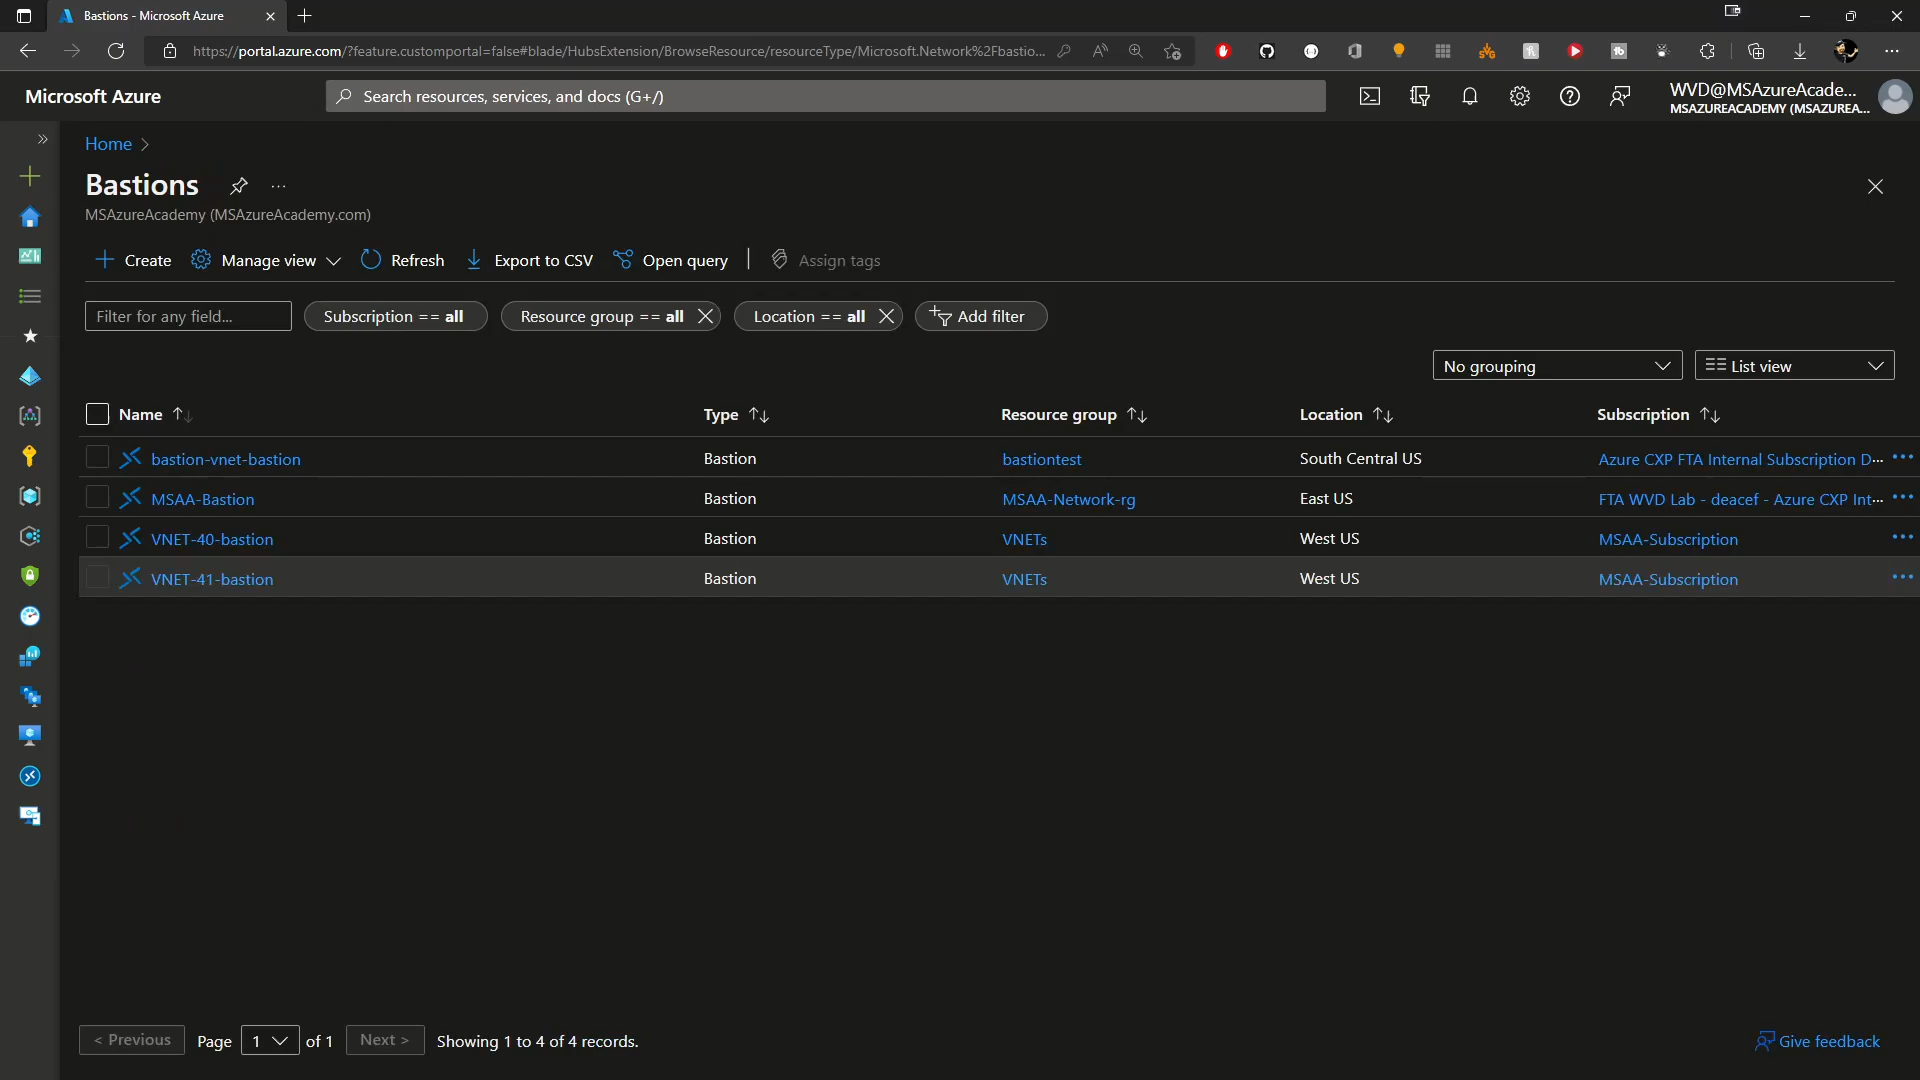 Bastions - Microsoft Azure
https://portal.azure.com/?feature.customportal=false#blade/HubsExtension/BrowseResource/resourceType/Microsoft.Network%2Fbastio...
Microsoft Azure
Search resources, services, and docs (G+/)
WVD@MSAzureAcade...
MSAZUREACADEMY (MSAZUREA...
Home >
Bastions
MSAzureAcademy (MSAzureAcademy.com)
Create Manage view Refresh Export to CSV Open query Assign tags
Filter for any field... Subscription == all Resource group == all Location == all Add filter
No grouping List view
Name Type Resource group Location Subscription
bastion-vnet-bastion Bastion bastiontest South Central US Azure CXP FTA Internal Subscription D...
MSAA-Bastion Bastion MSAA-Network-rg East US FTA WVD Lab - deacef - Azure CXP Int...
VNET-40-bastion Bastion VNETs West US MSAA-Subscription
VNET-41-bastion Bastion VNETs West US MSAA-Subscription
< Previous Page 1 of 1 Next > Showing 1 to 4 of 4 records. Give feedback